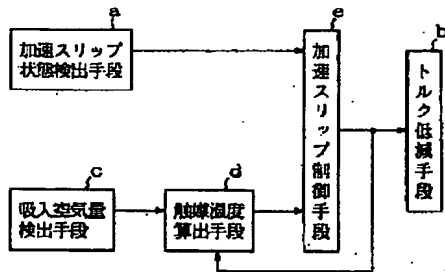 a
加速スリップ
状態検出手段
c
吸入空気量
検出手段
d
触媒温度
算出手段
e
加速スリップ制御手段
b
トルク低減手段